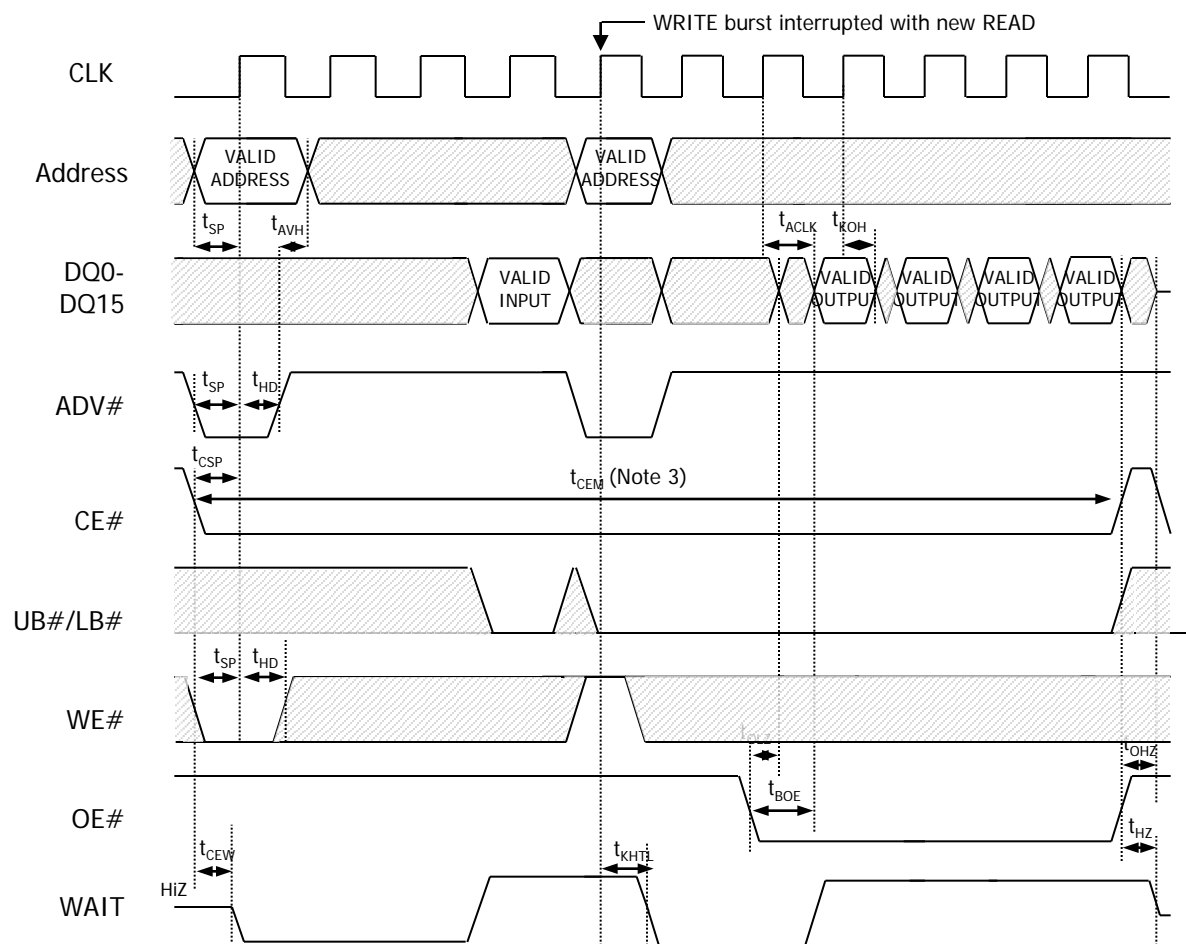 WRITE burst interrupted with new READ
CLK
Address
VALID
ADDRESS
VALID
ADDRESS
tSP
tAVH
tACLK
tKOH
DQ0-
DQ15
VALID
INPUT
VALID
OUTPUT
VALID
OUTPUT
VALID
OUTPUT
VALID
OUTPUT
ADV#
tSP
tHD
CE#
tCSP
tCEM (Note 3)
UB#/LB#
WE#
tSP
tHD
tOLZ
tOHZ
OE#
tBOE
tHZ
tCEW
tKHTL
HiZ
WAIT